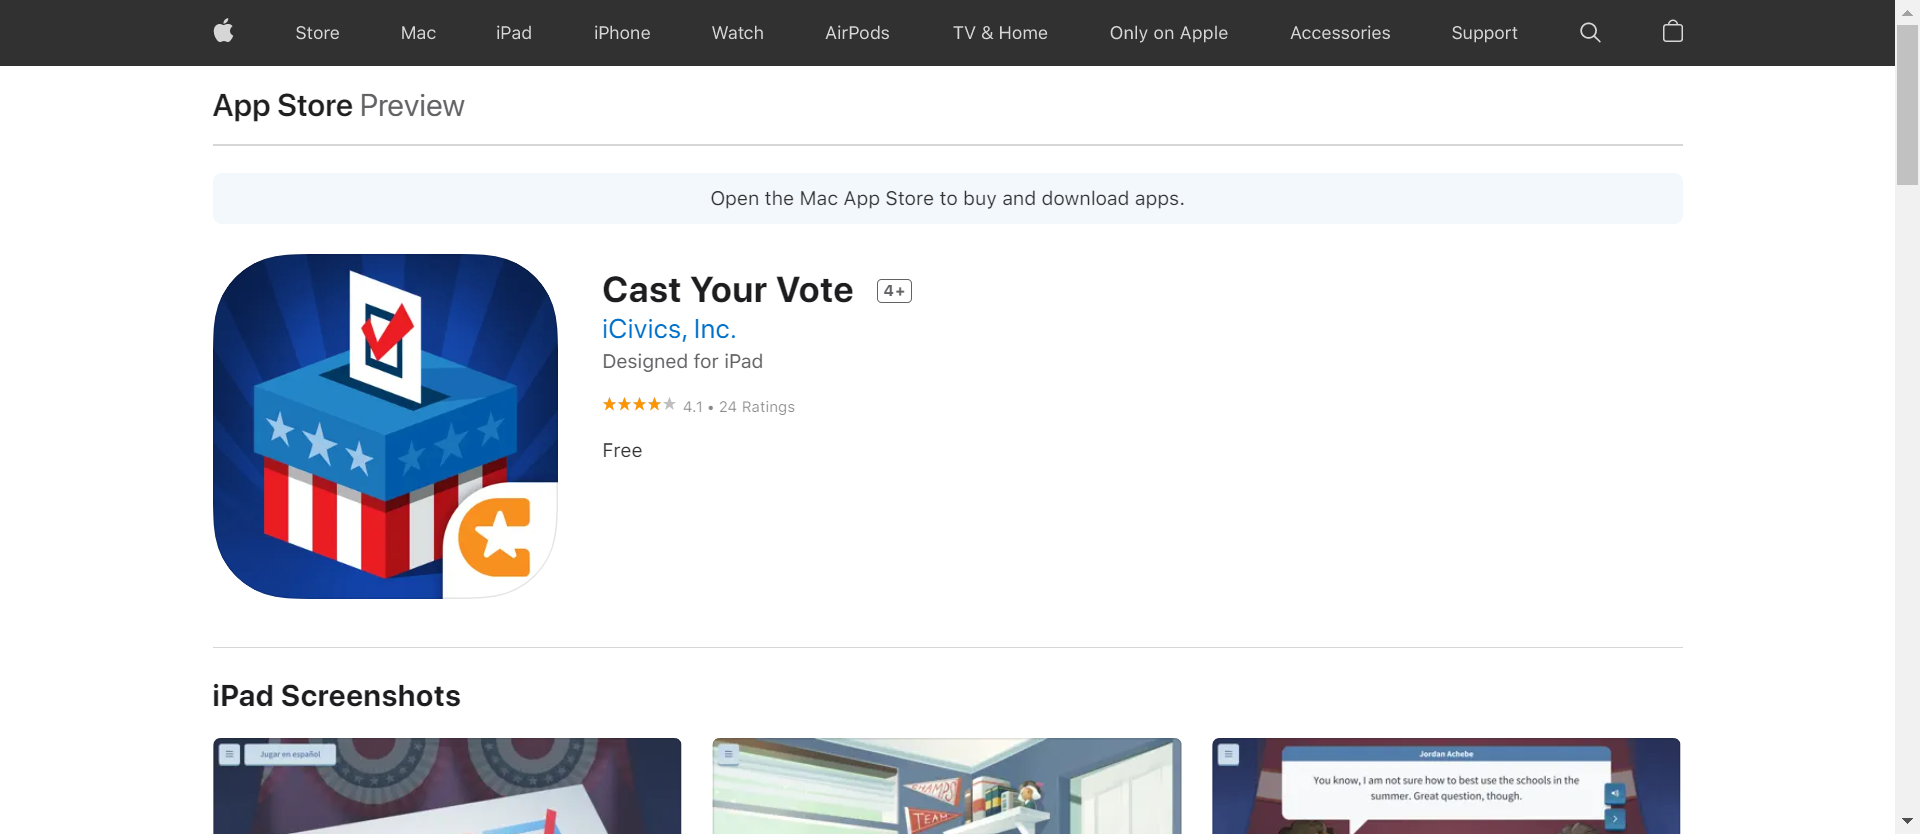 Store Mac iPad iPhone Watch AirPods TV & Home Only on Apple Accessories Support
App Store Preview
Open the Mac App Store to buy and download apps.
Cast Your Vote 4+
iCivics, Inc.
Designed for iPad
4.1 • 24 Ratings
Free
iPad Screenshots
Jugar en español
CHAMPS
TEAM
Jordan Achebe
You know, I am not sure how to best use the schools in the
summer. Great question, though.